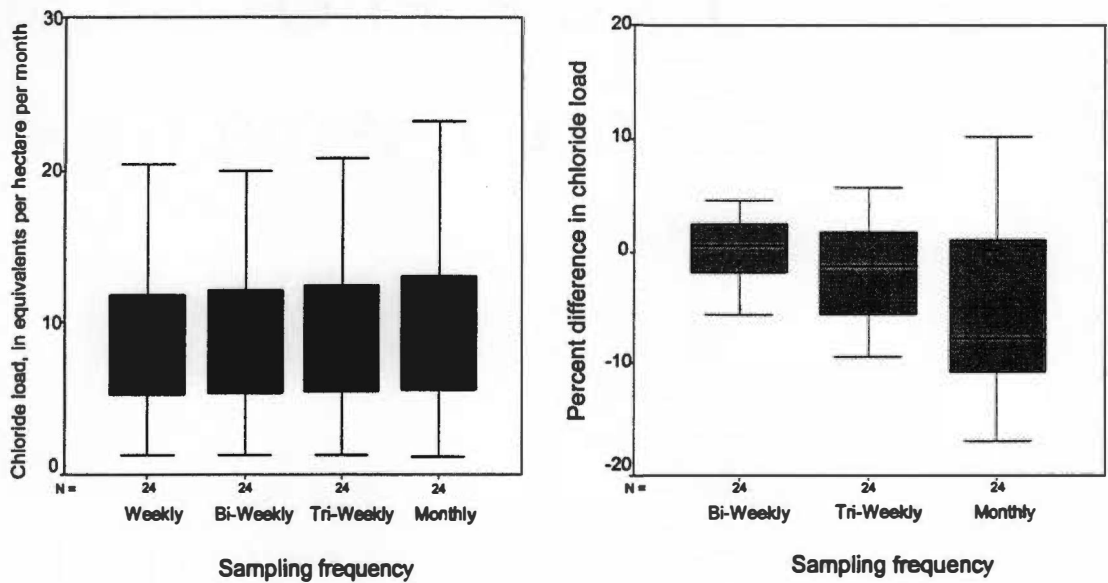 Chloride load, in equivalents per hectare per month
30
20
10
0
N =
24
24
24
24
Weekly
Bi-Weekly
Tri-Weekly
Monthly
Sampling frequency
Percent difference in chloride load
20
10
0.
-10
-20
N =
24
24
24
Bi-Weekly
Tri-Weekly
Monthly
Sampling frequency